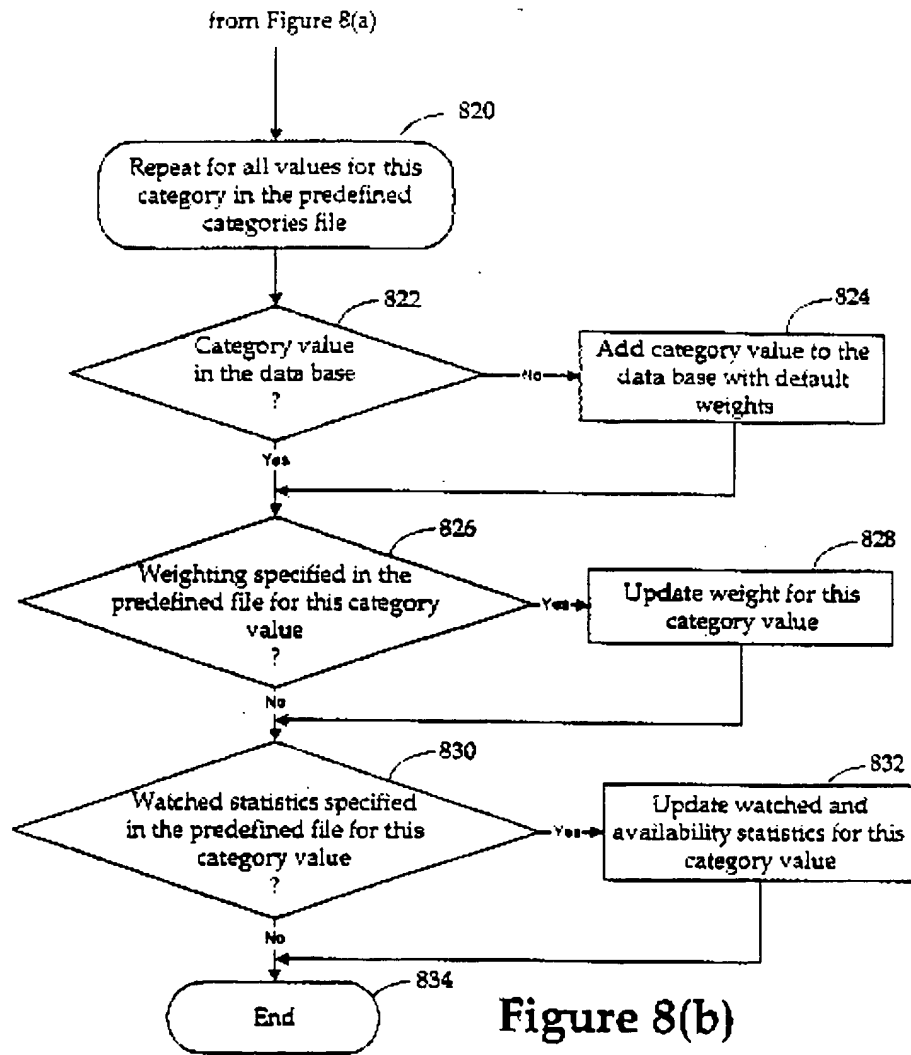 from Figure 8(a)
820
Repeat for all values for this
category in the predefined
categories file
822
Category value
in the data base
?
No
824
Add category value to the
data base with default
weights
Yes
826
Weighting specified in the
predefined file for this category
value
?
Yes
828
Update weight for this
category value
No
830
Watched statistics specified
in the predefined file for this
category value
?
Yes
832
Update watched and
availability statistics for this
category value
No
834
End
Figure 8(b)